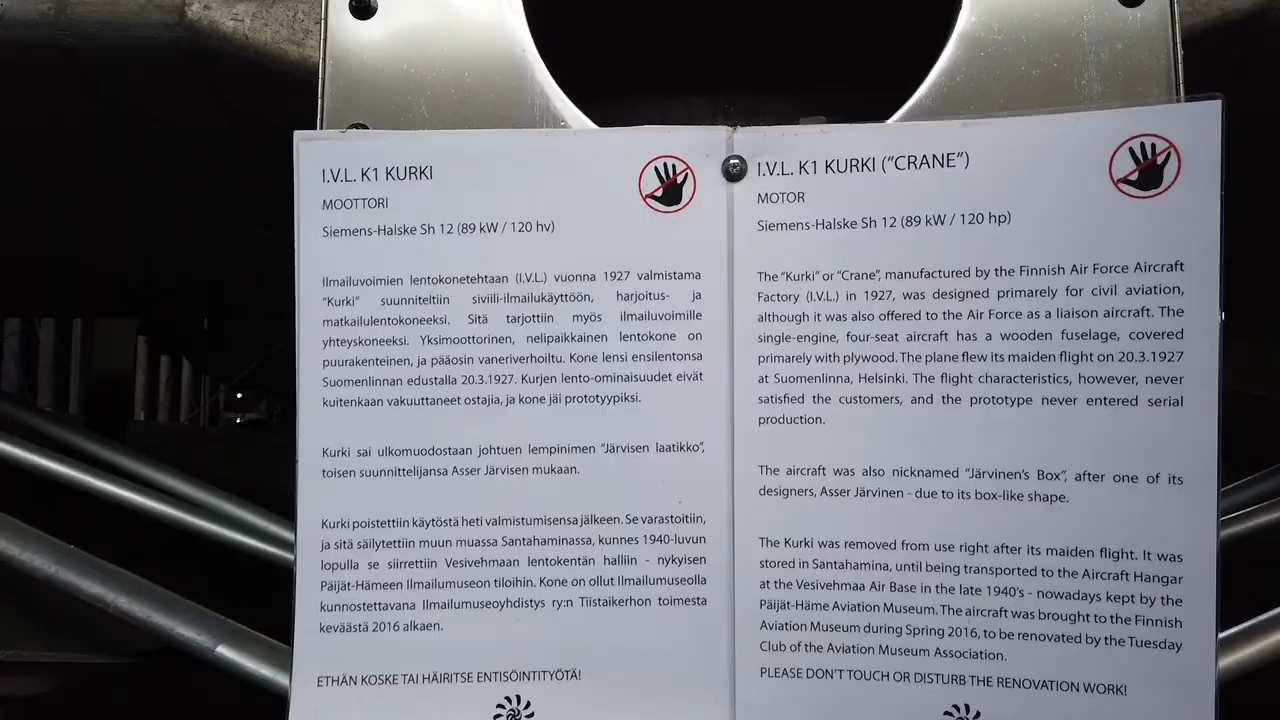 I.V.L. K1 KURKI
MOOTTORI
Siemens-Halske Sh 12 (89 kW / 120 hv)
Ilmailuvoimien lentokonetehtaan (I.V.L.) vuonna 1927 valmistama
"Kurki" suunniteltiin siviili-ilmailukäyttöön, harjoitus- ja
matkailulentokoneeksi. Sitä tarjottiin myös ilmailuvoimille
yhteyskoneeksi. Yksimoottorinen, nelipaikkainen lentokone on
puurakenteinen, ja pääosin vaneriverhoiltu. Kone lensi ensilentonsa
Suomenlinnan edustalla 20.3.1927. Kurjen lento-ominaisuudet eivät
kuitenkaan vakuuttaneet ostajia, ja kone jäi prototyypiksi.
Kurki sai ulkomuodostaan johtuen lempinimen "Järvisen laatikko",
toisen suunnittelijansa Asser Järvisen mukaan.
Kurki poistettiin käytöstä heti valmistumisensa jälkeen. Se varastoitiin,
ja sitä säilytettiin muun muassa Santahaminassa, kunnes 1940-luvun
lopulla se siirrettiin Vesivehmaan lentokentän halliin - nykyisen
Päijät-Hämeen Ilmailumuseon tiloihin. Kone on ollut Ilmailumuseolla
kunnostettavana Ilmailumuseoyhdistys ry:n Tiistaikerhon toimesta
keväästä 2016 alkaen.
ETHÄN KOSKE TAI HÄIRITSE ENTISÖINTITYÖTÄ!
I.V.L. K1 KURKI ("CRANE")
MOTOR
Siemens-Halske Sh 12 (89 kW / 120 hp)
The "Kurki" or "Crane", manufactured by the Finnish Air Force Aircraft
Factory (I.V.L.) in 1927, was designed primarely for civil aviation,
although it was also offered to the Air Force as a liaison aircraft. The
single-engine, four-seat aircraft has a wooden fuselage, covered
primarely with plywood. The plane flew its maiden flight on 20.3.1927
at Suomenlinna, Helsinki. The flight characteristics, however, never
satisfied the customers, and the prototype never entered serial
production.
The aircraft was also nicknamed "Järvinen's Box", after one of its
designers, Asser Järvinen - due to its box-like shape.
The Kurki was removed from use right after its maiden flight. It was
stored in Santahamina, until being transported to the Aircraft Hangar
at the Vesivehmaa Air Base in the late 1940's - nowadays kept by the
Päijät-Häme Aviation Museum. The aircraft was brought to the Finnish
Aviation Museum during Spring 2016, to be renovated by the Tuesday
Club of the Aviation Museum Association.
PLEASE DON'T TOUCH OR DISTURB THE RENOVATION WORK!